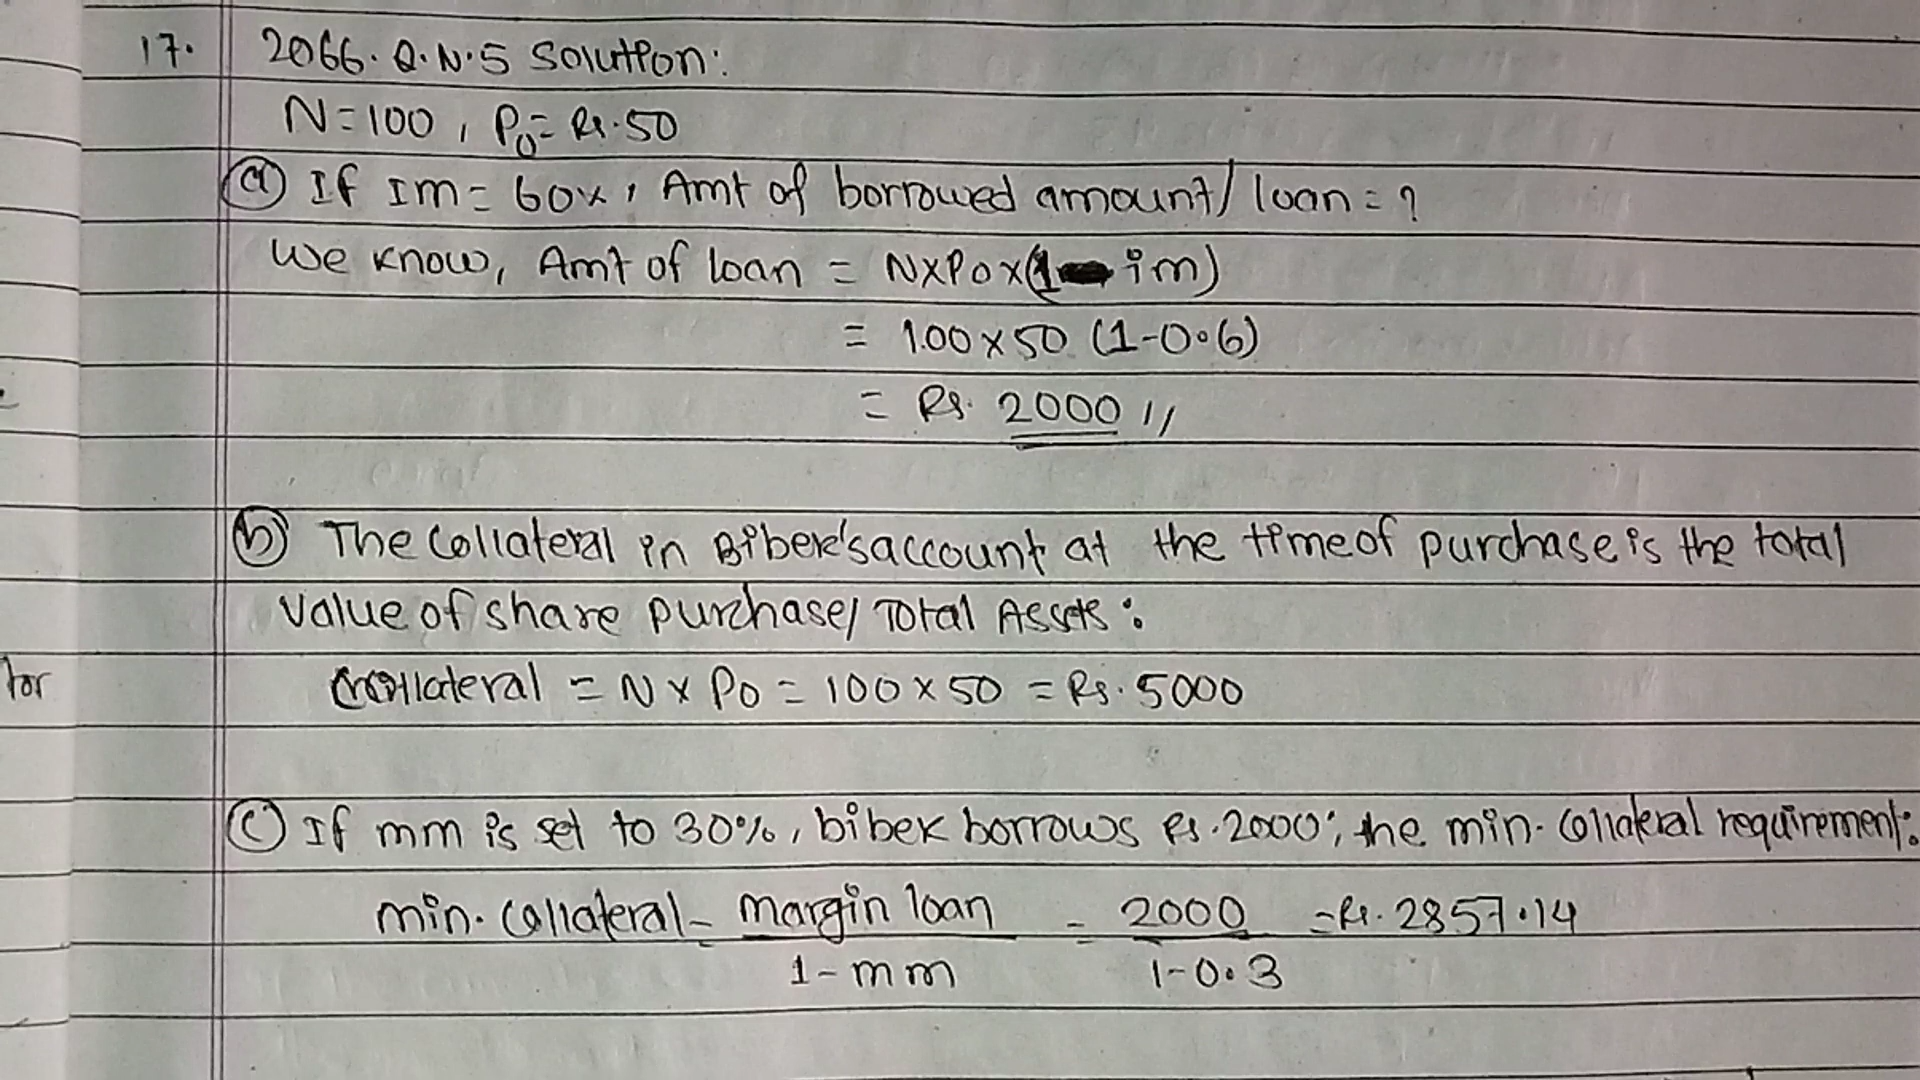 17. 2066. Q.N.5 Solution:
N=100, P0= Rs.50
(a) If Im= 60%, Amt of borrowed amount/loan = ?
We know, Amt of loan = N×P0×(1-im)
= 100×50 (1-0.6)
= Rs. 2000 //
(b) The Collateral in Bibek's account at the time of purchase is the total
value of share purchase/ Total Assets:
Collateral = N × P0 = 100 × 50 = Rs. 5000
tor
(c) If mm is set to 30%, bibek borrows Rs.2000; the min. Collateral requirement:
min. Collateral = margin loan = 2000 = Rs. 2857.14
1-mm 1-0.3